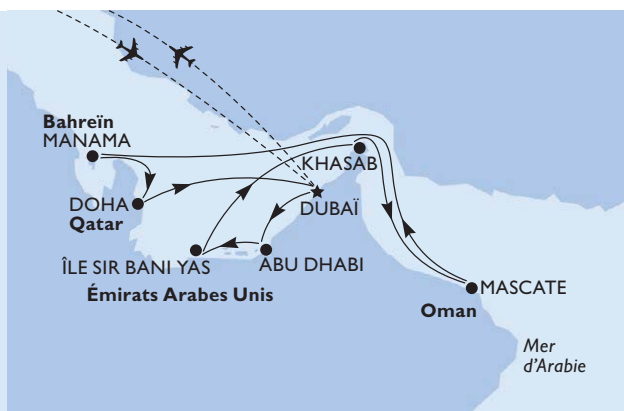 Bahreïn
MANAMA
KHASAB
DOHA
Qatar
DUBAÏ
ÎLE SIR BANI YAS
ABU DHABI
Émirats Arabes Unis
MASCATE
Oman
Mer
d'Arabie